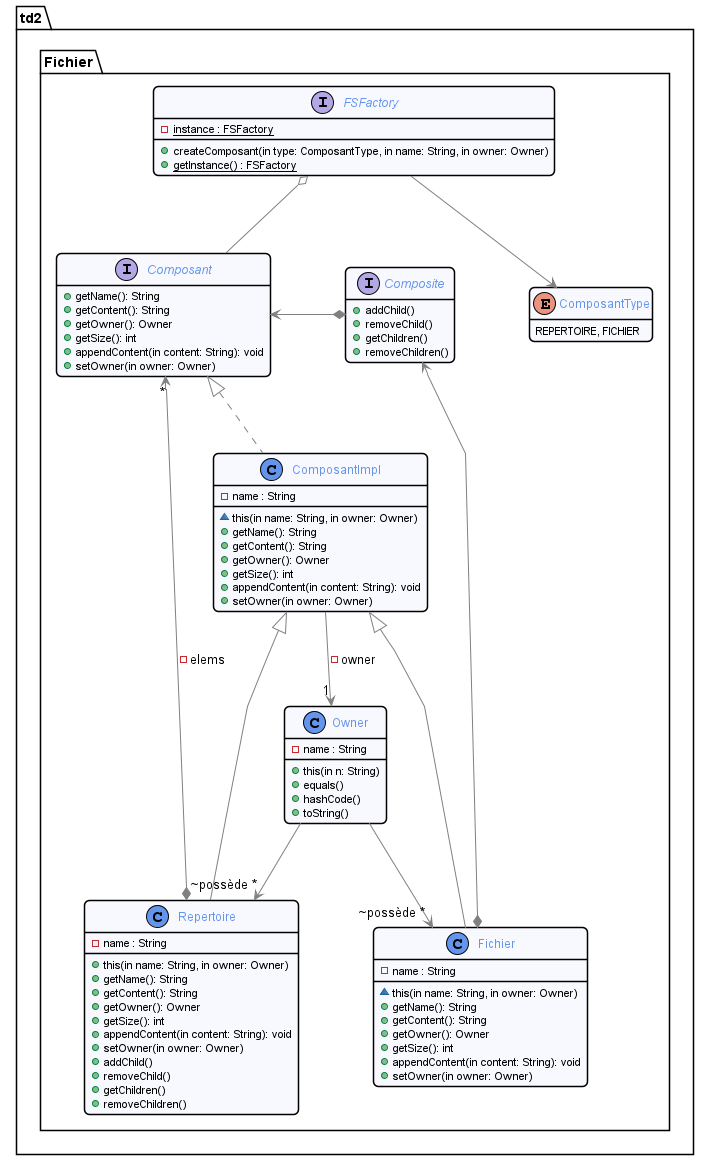 td2
Fichier
I FSFactory
instance : FSFactory
createComposant(in type: ComposantType, in name: String, in owner: Owner)
getInstance() : FSFactory
I Composant
getName(): String
getContent(): String
getOwner(): Owner
getSize(): int
appendContent(in content: String): void
setOwner(in owner: Owner)
I Composite
addChild()
removeChild()
getChildren()
removeChildren()
E ComposantType
REPERTOIRE, FICHIER
*
C ComposantImpl
name : String
this(in name: String, in owner: Owner)
getName(): String
getContent(): String
getOwner(): Owner
getSize(): int
appendContent(in content: String): void
setOwner(in owner: Owner)
elems
owner
1
C Owner
name : String
this(in n: String)
equals()
hashCode()
toString()
~possède *
~possède *
C Repertoire
name : String
this(in name: String, in owner: Owner)
getName(): String
getContent(): String
getOwner(): Owner
getSize(): int
appendContent(in content: String): void
setOwner(in owner: Owner)
addChild()
removeChild()
getChildren()
removeChildren()
C Fichier
name : String
this(in name: String, in owner: Owner)
getName(): String
getContent(): String
getOwner(): Owner
getSize(): int
appendContent(in content: String): void
setOwner(in owner: Owner)